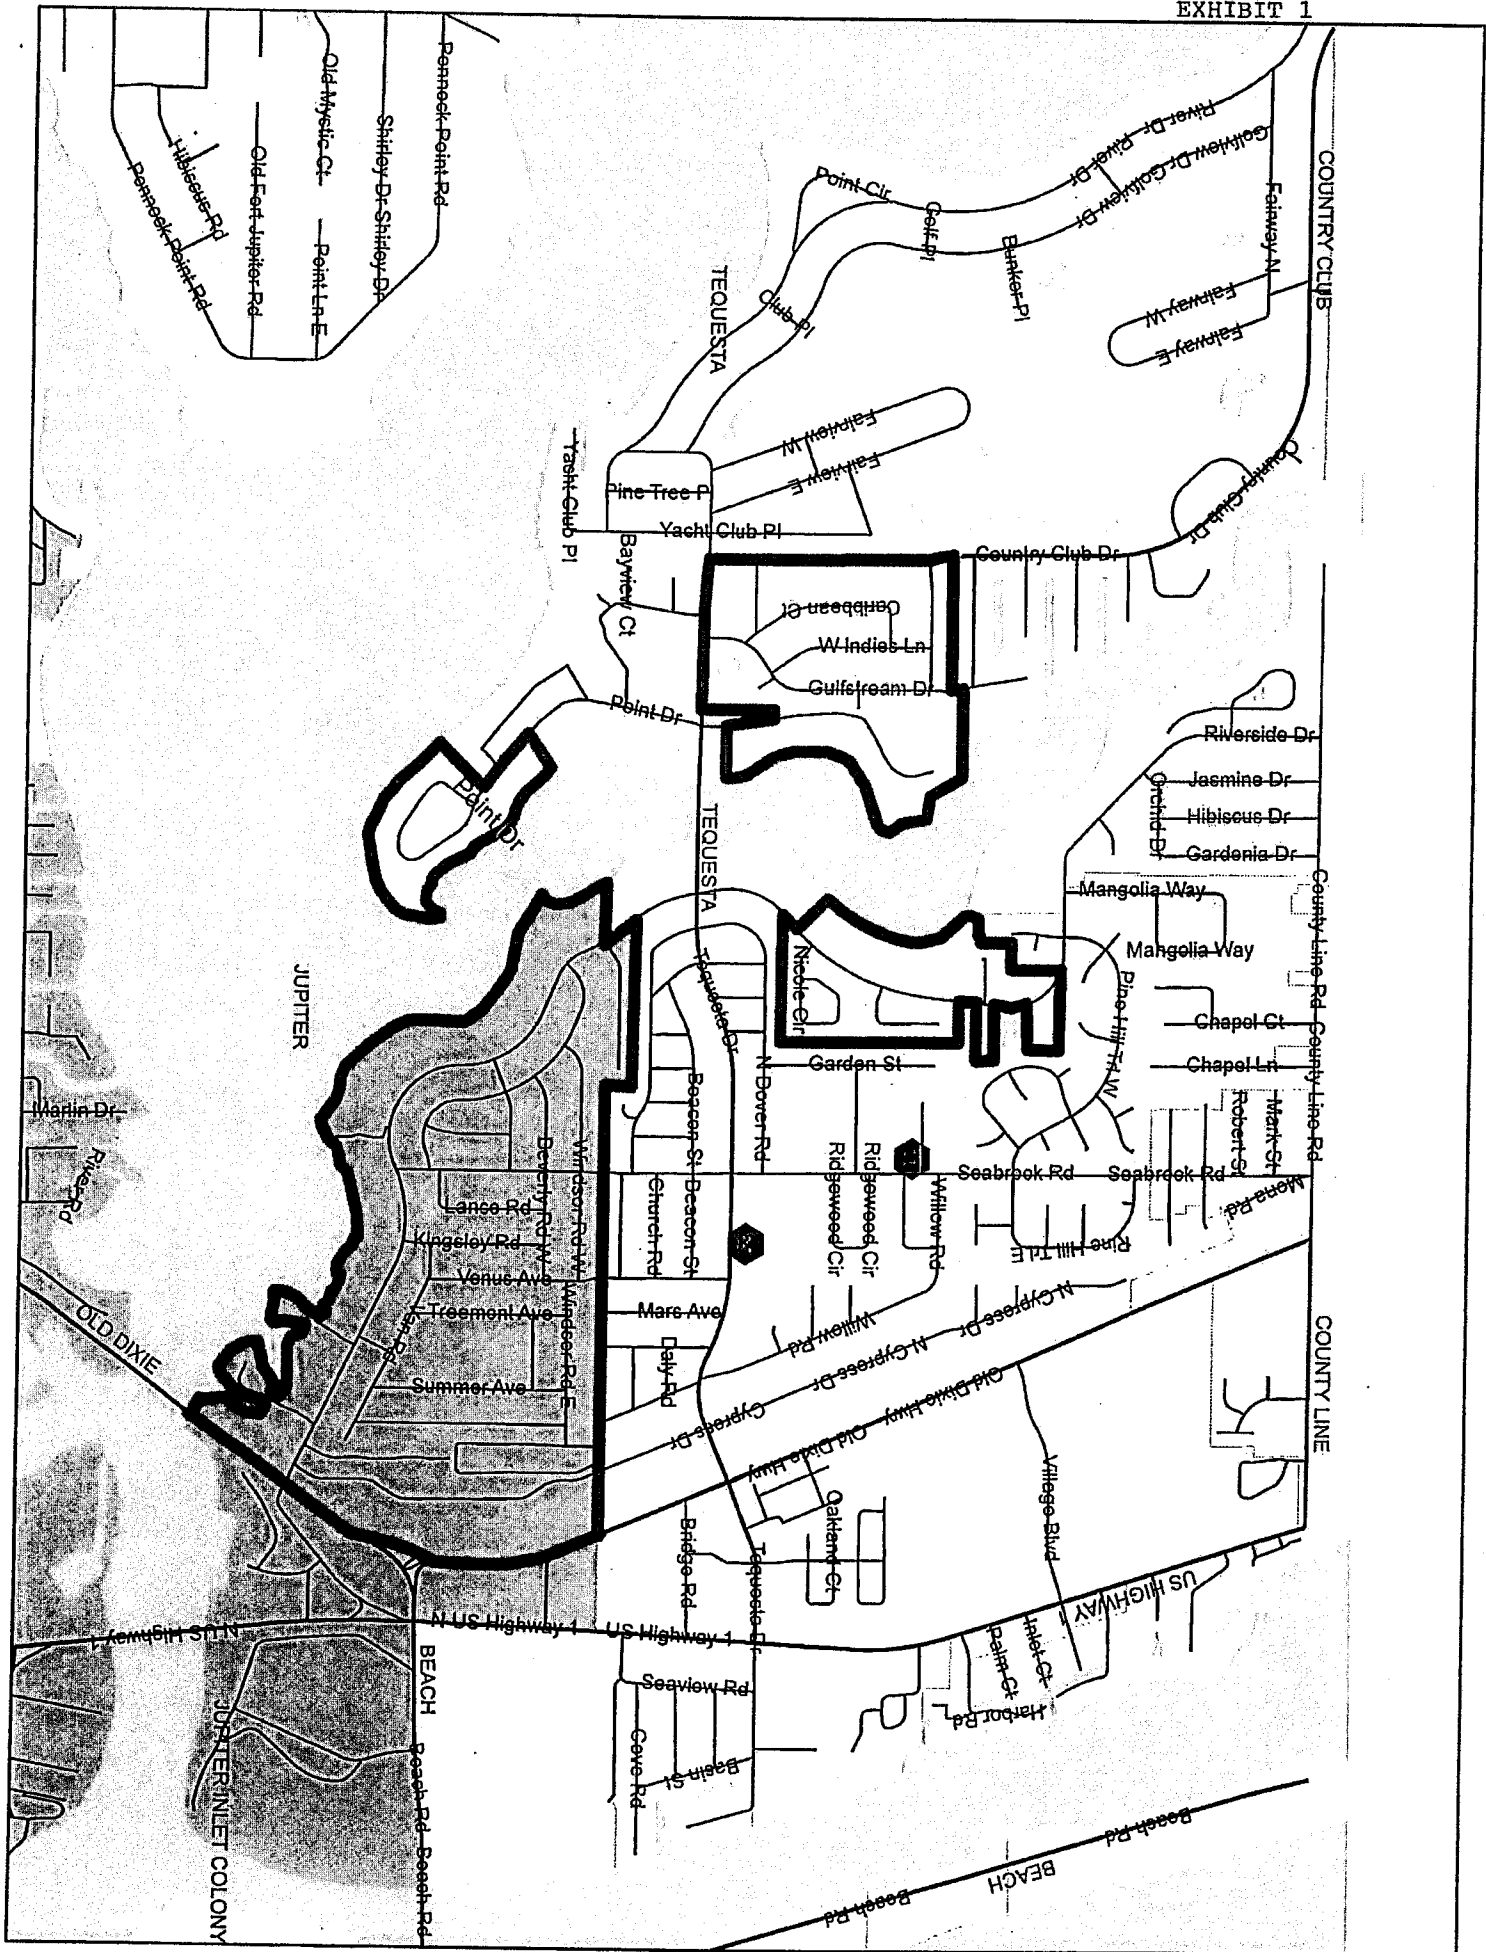 EXHIBIT 1
Pennock Point Rd
Old Mystic Ct
Shirley Dr Shirley Dr
Hibiscus Rd
Old Fort Jupiter Rd
Pennock Point Rd
Point Ln E
River Dr
River Dr
Golfview Dr
Golfview Dr
COUNTRY CLUB
Fairway N
Point Cir
Golf Pl
Bunker Pl
TEQUESTA
Club Pl
Fairway W
Fairway E
Fairview W
Fairview E
Country Club Dr
Yacht Club Pl
Pine Tree P
Yacht Club Pl
Bayview Ct
Country Club Dr
Caribbean Ct
W Indies Ln
Gulfstream Dr
Point Dr
Point Dr
TEQUESTA
Riverside Dr
Jasmine Dr
Orchid Dr
Hibiscus Dr
Gardenia Dr
Mangolia Way
Mangolia Way
County Line Rd County Line Rd
Nicole Cir
Tequesta Dr
Pine Hill Trl W
JUPITER
Chapel Ct
Garden St
Chapel Ln
N Dover Rd
Beacon St Beacon St
Robert St
Mark St
Marlin Dr
River Rd
Ridgewood Cir
Ridgewood Cir
Seabrook Rd
Seabrook Rd
Mona Rd
Willow Rd
Beverly Rd W
Windsor Rd W
Church Rd
Lance Rd
Kingsley Rd
Pine Hill Trl E
Venus Ave
Treemont Ave
Mars Ave
Windsor Rd E
N Cypress Dr
N Cypress Dr
Willow Rd
OLD DIXIE
Daly Rd
Summer Ave
Cypress Dr
Old Dixie Hwy
Old Dixie Hwy
COUNTY LINE
Village Blvd
Oakland Ct
Bridge Rd
Tequesta Dr
US HIGHWAY 1
N US Highway 1
N US Highway 1
US Highway 1
Inlet Ct
Palm Ct
Harbor Rd
BEACH
Seaview Rd
Cove Rd
Basin St
JUPITER INLET COLONY
Beach Rd Beach Rd
Beach Rd
BEACH
Beach Rd